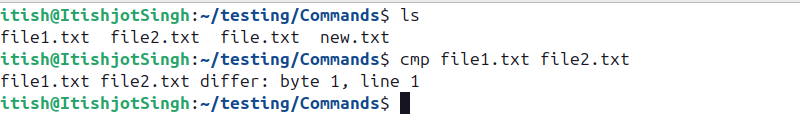 itish@ItishjotSingh:~/testing/Commands$ ls
file1.txt  file2.txt  file.txt  new.txt
itish@ItishjotSingh:~/testing/Commands$ cmp file1.txt file2.txt
file1.txt file2.txt differ: byte 1, line 1
itish@ItishjotSingh:~/testing/Commands$